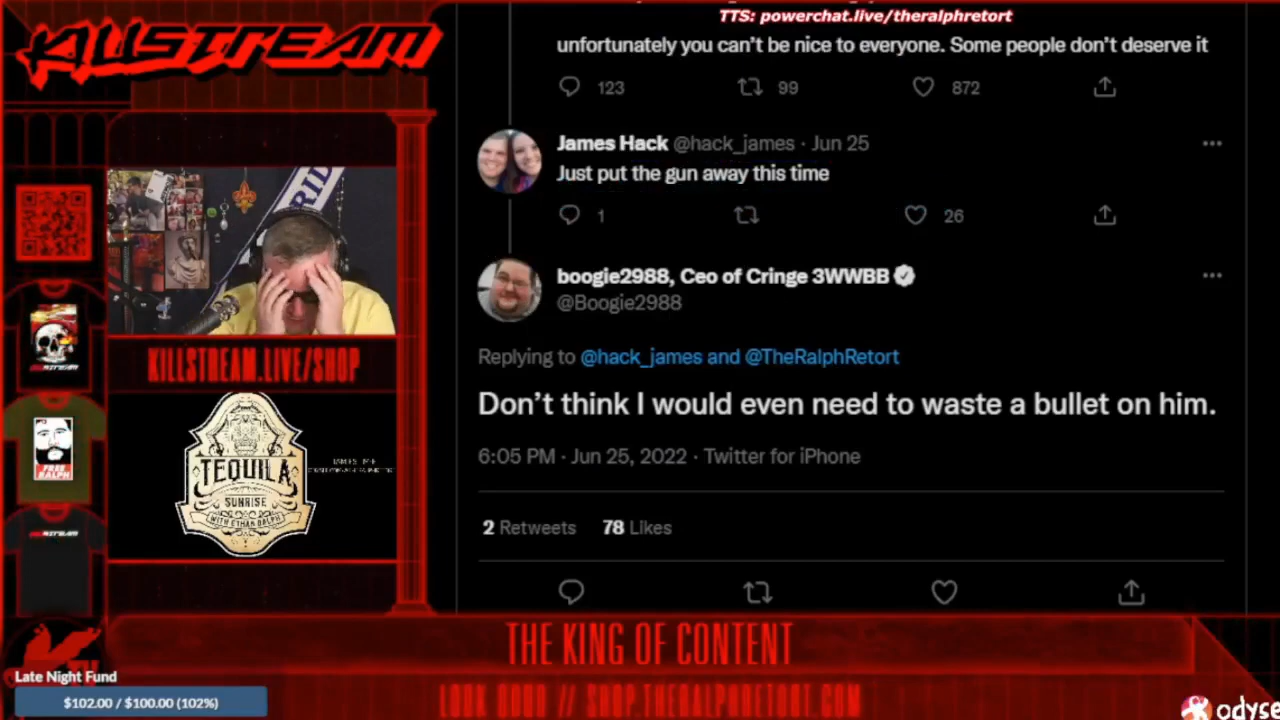 KILLSTREAM
TTS: powerchat.live/theralphretort
unfortunately you can't be nice to everyone. Some people don't deserve it
123
99
872
James Hack @hack_james · Jun 25
Just put the gun away this time
1
26
boogie2988, Ceo of Cringe 3WWBB
@Boogie2988
Replying to @hack_james and @TheRalphRetort
Don't think I would even need to waste a bullet on him.
6:05 PM · Jun 25, 2022 · Twitter for iPhone
2 Retweets 78 Likes
RID
KILLSTREAM.LIVE/SHOP
TEQUILA
SUNRISE
WITH ETHAN RALPH
FREE
RALPH
THE KING OF CONTENT
Late Night Fund
$102.00 / $100.00 (102%)
odyse